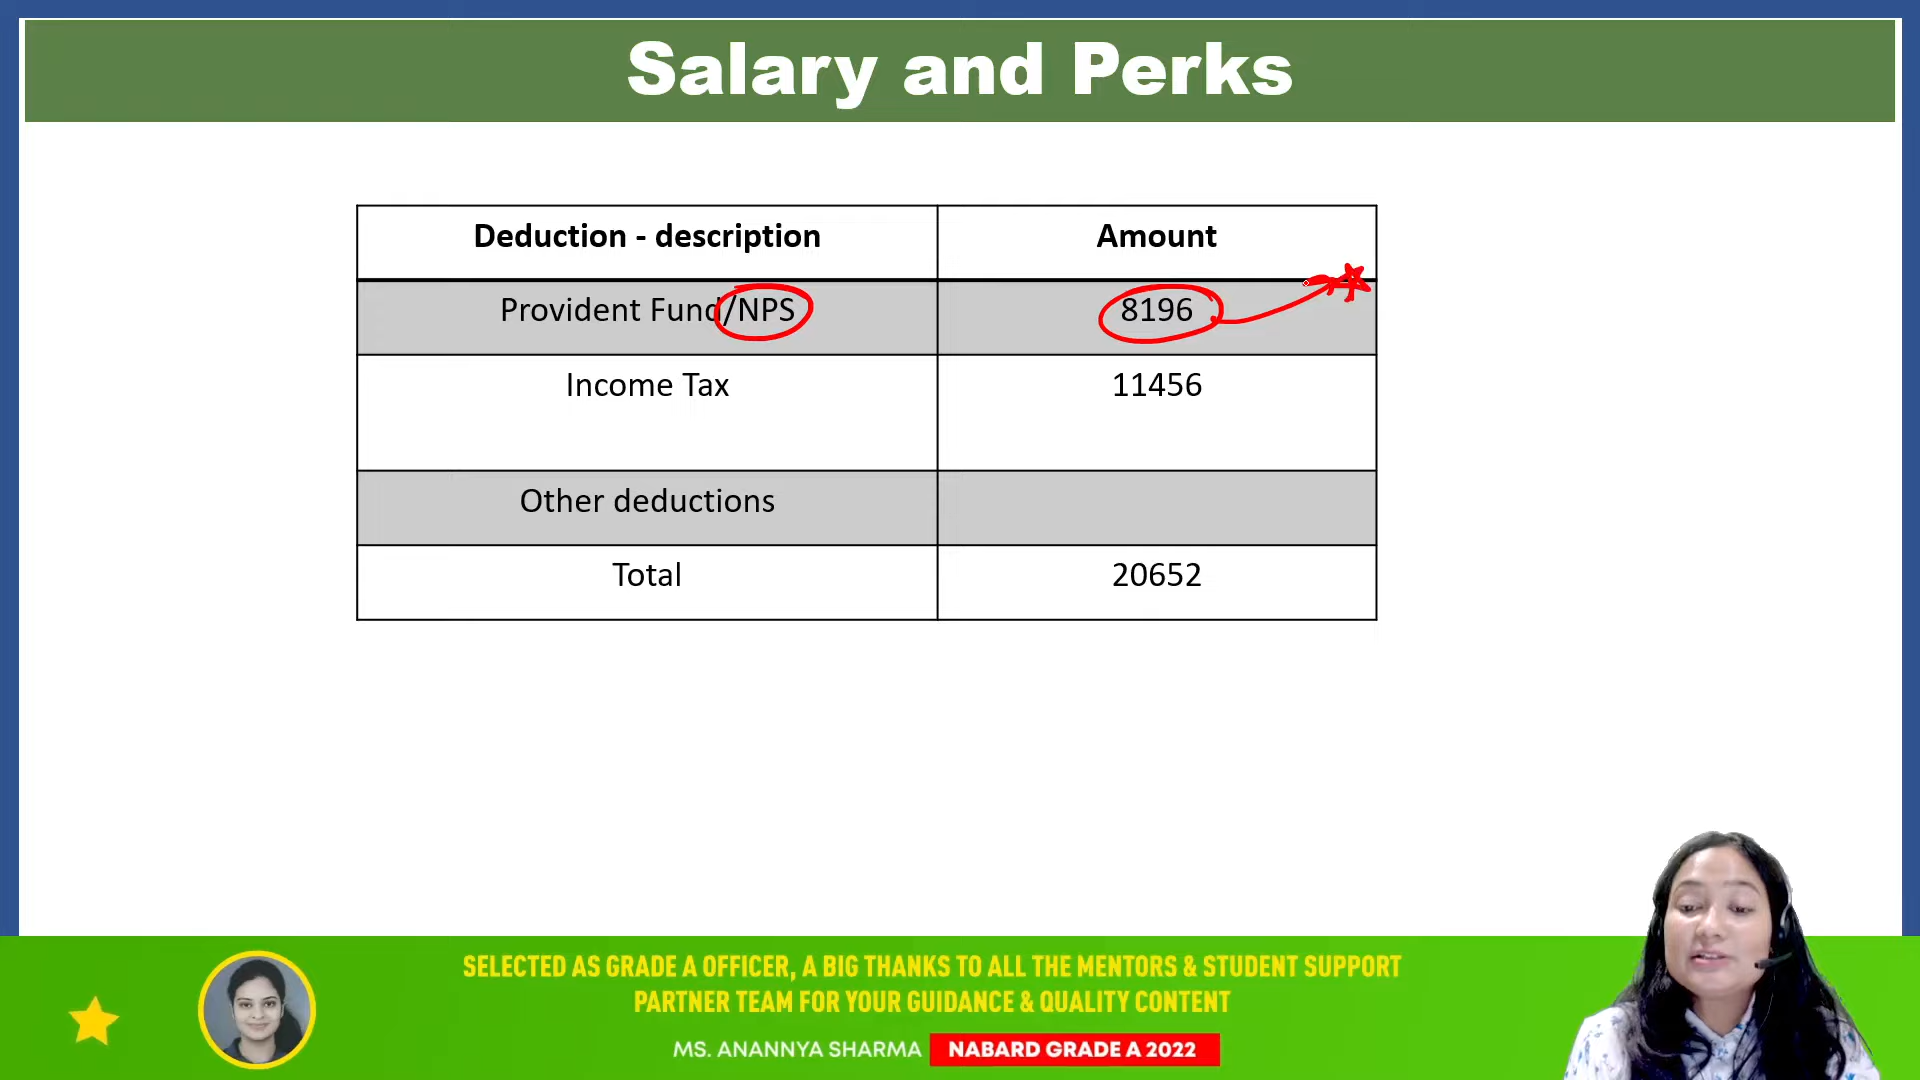 Salary and Perks
Deduction - description Amount
Provident Fund/NPS 8196
Income Tax 11456
Other deductions
Total 20652
SELECTED AS GRADE A OFFICER, A BIG THANKS TO ALL THE MENTORS & STUDENT SUPPORT
PARTNER TEAM FOR YOUR GUIDANCE & QUALITY CONTENT
MS. ANANNYA SHARMA NABARD GRADE A 2022